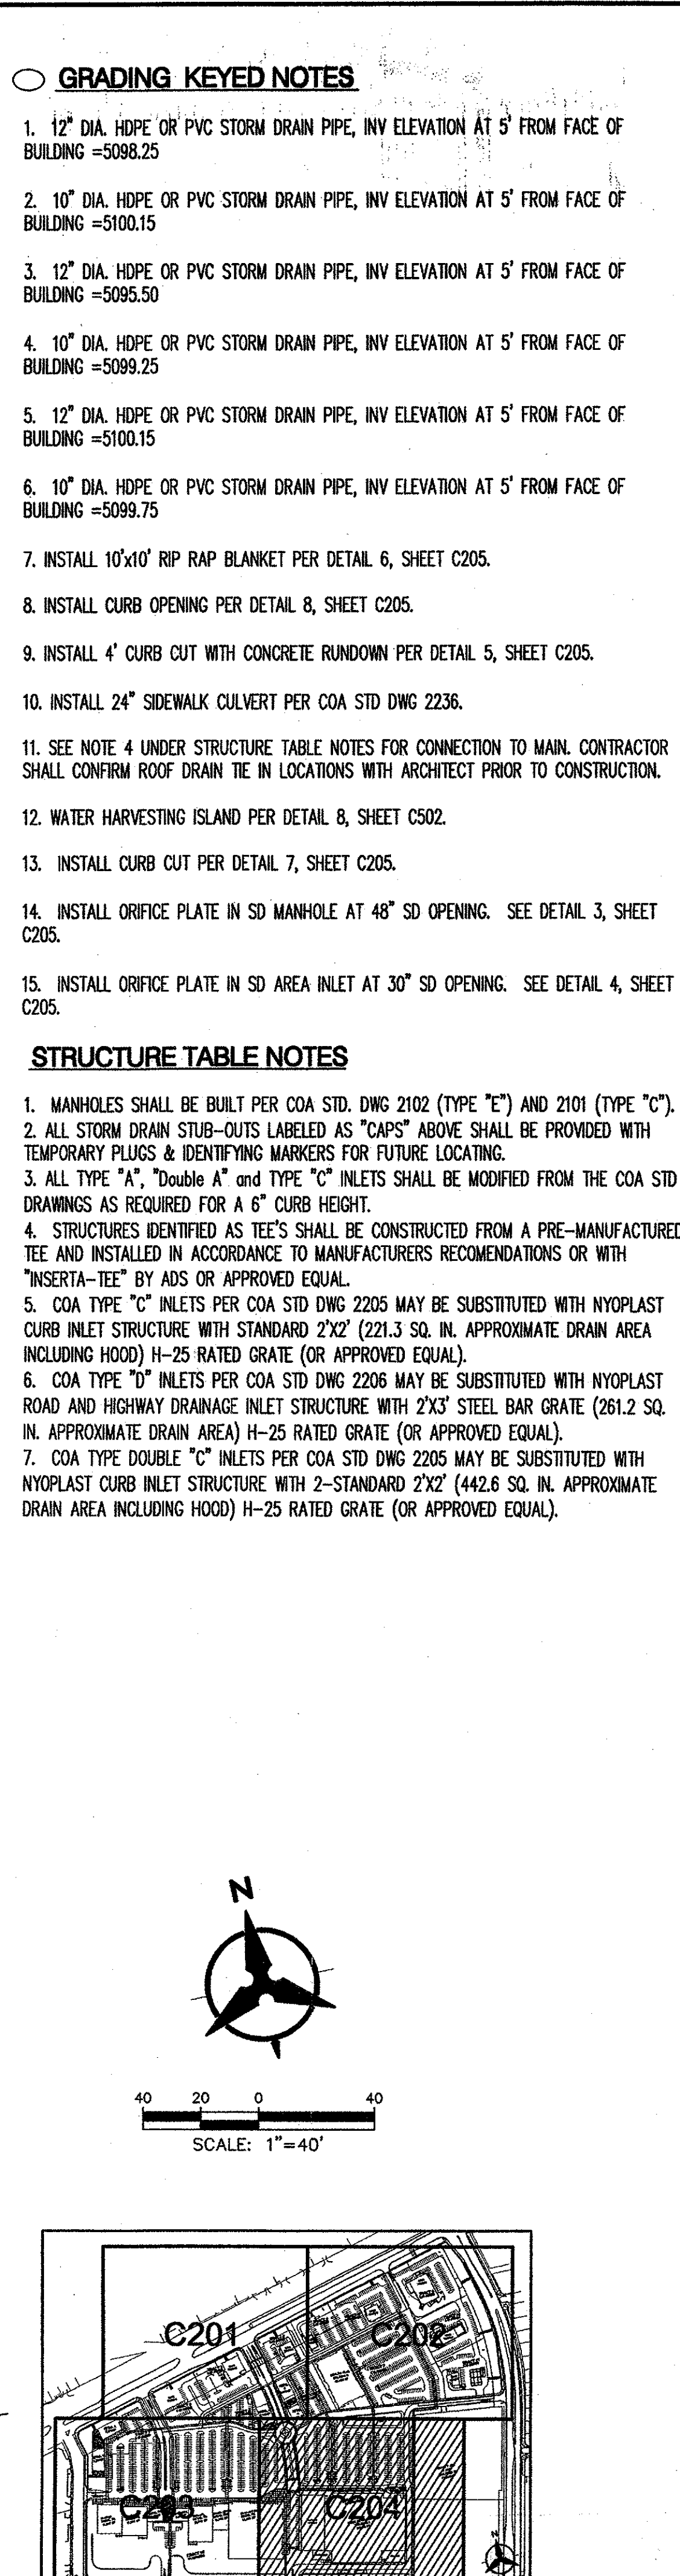 GRADING KEYED NOTES
1. 12" DIA. HDPE OR PVC STORM DRAIN PIPE, INV ELEVATION AT 5' FROM FACE OF
BUILDING =5098.25
2. 10" DIA. HDPE OR PVC STORM DRAIN PIPE, INV ELEVATION AT 5' FROM FACE OF
BUILDING =5100.15
3. 12" DIA. HDPE OR PVC STORM DRAIN PIPE, INV ELEVATION AT 5' FROM FACE OF
BUILDING =5095.50
4. 10" DIA. HDPE OR PVC STORM DRAIN PIPE, INV ELEVATION AT 5' FROM FACE OF
BUILDING =5099.25
5. 12" DIA. HDPE OR PVC STORM DRAIN PIPE, INV ELEVATION AT 5' FROM FACE OF
BUILDING =5100.15
6. 10" DIA. HDPE OR PVC STORM DRAIN PIPE, INV ELEVATION AT 5' FROM FACE OF
BUILDING =5099.75
7. INSTALL 10'x10' RIP RAP BLANKET PER DETAIL 6, SHEET C205.
8. INSTALL CURB OPENING PER DETAIL 8, SHEET C205.
9. INSTALL 4' CURB CUT WITH CONCRETE RUNDOWN PER DETAIL 5, SHEET C205.
10. INSTALL 24" SIDEWALK CULVERT PER COA STD DWG 2236.
11. SEE NOTE 4 UNDER STRUCTURE TABLE NOTES FOR CONNECTION TO MAIN. CONTRACTOR
SHALL CONFIRM ROOF DRAIN TIE IN LOCATIONS WITH ARCHITECT PRIOR TO CONSTRUCTION.
12. WATER HARVESTING ISLAND PER DETAIL 8, SHEET C502.
13. INSTALL CURB CUT PER DETAIL 7, SHEET C205.
14. INSTALL ORIFICE PLATE IN SD MANHOLE AT 48" SD OPENING. SEE DETAIL 3, SHEET
C205.
15. INSTALL ORIFICE PLATE IN SD AREA INLET AT 30" SD OPENING. SEE DETAIL 4, SHEET
C205.
STRUCTURE TABLE NOTES
1. MANHOLES SHALL BE BUILT PER COA STD. DWG 2102 (TYPE "E") AND 2101 (TYPE "C").
2. ALL STORM DRAIN STUB-OUTS LABELED AS "CAPS" ABOVE SHALL BE PROVIDED WITH
TEMPORARY PLUGS & IDENTIFYING MARKERS FOR FUTURE LOCATING.
3. ALL TYPE "A", "Double A" and TYPE "C" INLETS SHALL BE MODIFIED FROM THE COA STD
DRAWINGS AS REQUIRED FOR A 6" CURB HEIGHT.
4. STRUCTURES IDENTIFIED AS TEE'S SHALL BE CONSTRUCTED FROM A PRE-MANUFACTURED
TEE AND INSTALLED IN ACCORDANCE TO MANUFACTURERS RECOMENDATIONS OR WITH
"INSERTA-TEE" BY ADS OR APPROVED EQUAL.
5. COA TYPE "C" INLETS PER COA STD DWG 2205 MAY BE SUBSTITUTED WITH NYOPLAST
CURB INLET STRUCTURE WITH STANDARD 2'X2' (221.3 SQ. IN. APPROXIMATE DRAIN AREA
INCLUDING HOOD) H-25 RATED GRATE (OR APPROVED EQUAL).
6. COA TYPE "D" INLETS PER COA STD DWG 2206 MAY BE SUBSTITUTED WITH NYOPLAST
ROAD AND HIGHWAY DRAINAGE INLET STRUCTURE WITH 2'X3' STEEL BAR GRATE (261.2 SQ.
IN. APPROXIMATE DRAIN AREA) H-25 RATED GRATE (OR APPROVED EQUAL).
7. COA TYPE DOUBLE "C" INLETS PER COA STD DWG 2205 MAY BE SUBSTITUTED WITH
NYOPLAST CURB INLET STRUCTURE WITH 2-STANDARD 2'X2' (442.6 SQ. IN. APPROXIMATE
DRAIN AREA INCLUDING HOOD) H-25 RATED GRATE (OR APPROVED EQUAL).
N
40 20 0 40
SCALE: 1"=40'
C201 C202
C203 C204
N